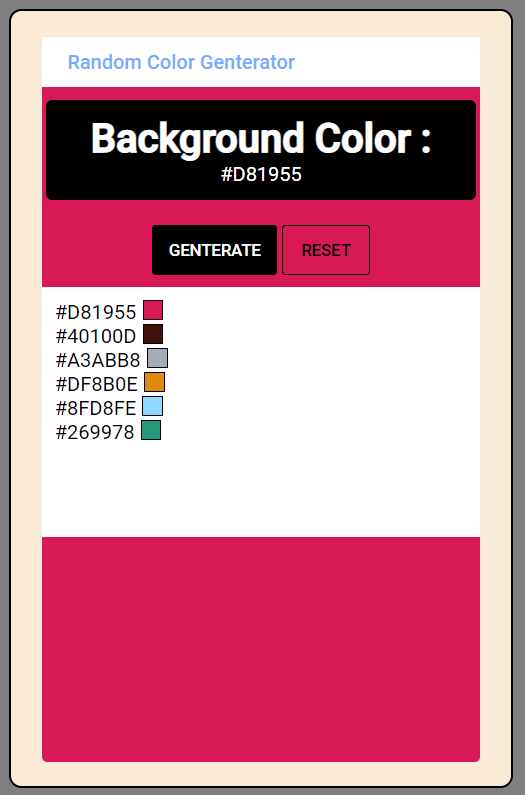 Random Color Genterator
Background Color :
#D81955
GENTERATE RESET
#D81955
#40100D
#A3ABB8
#DF8B0E
#8FD8FE
#269978